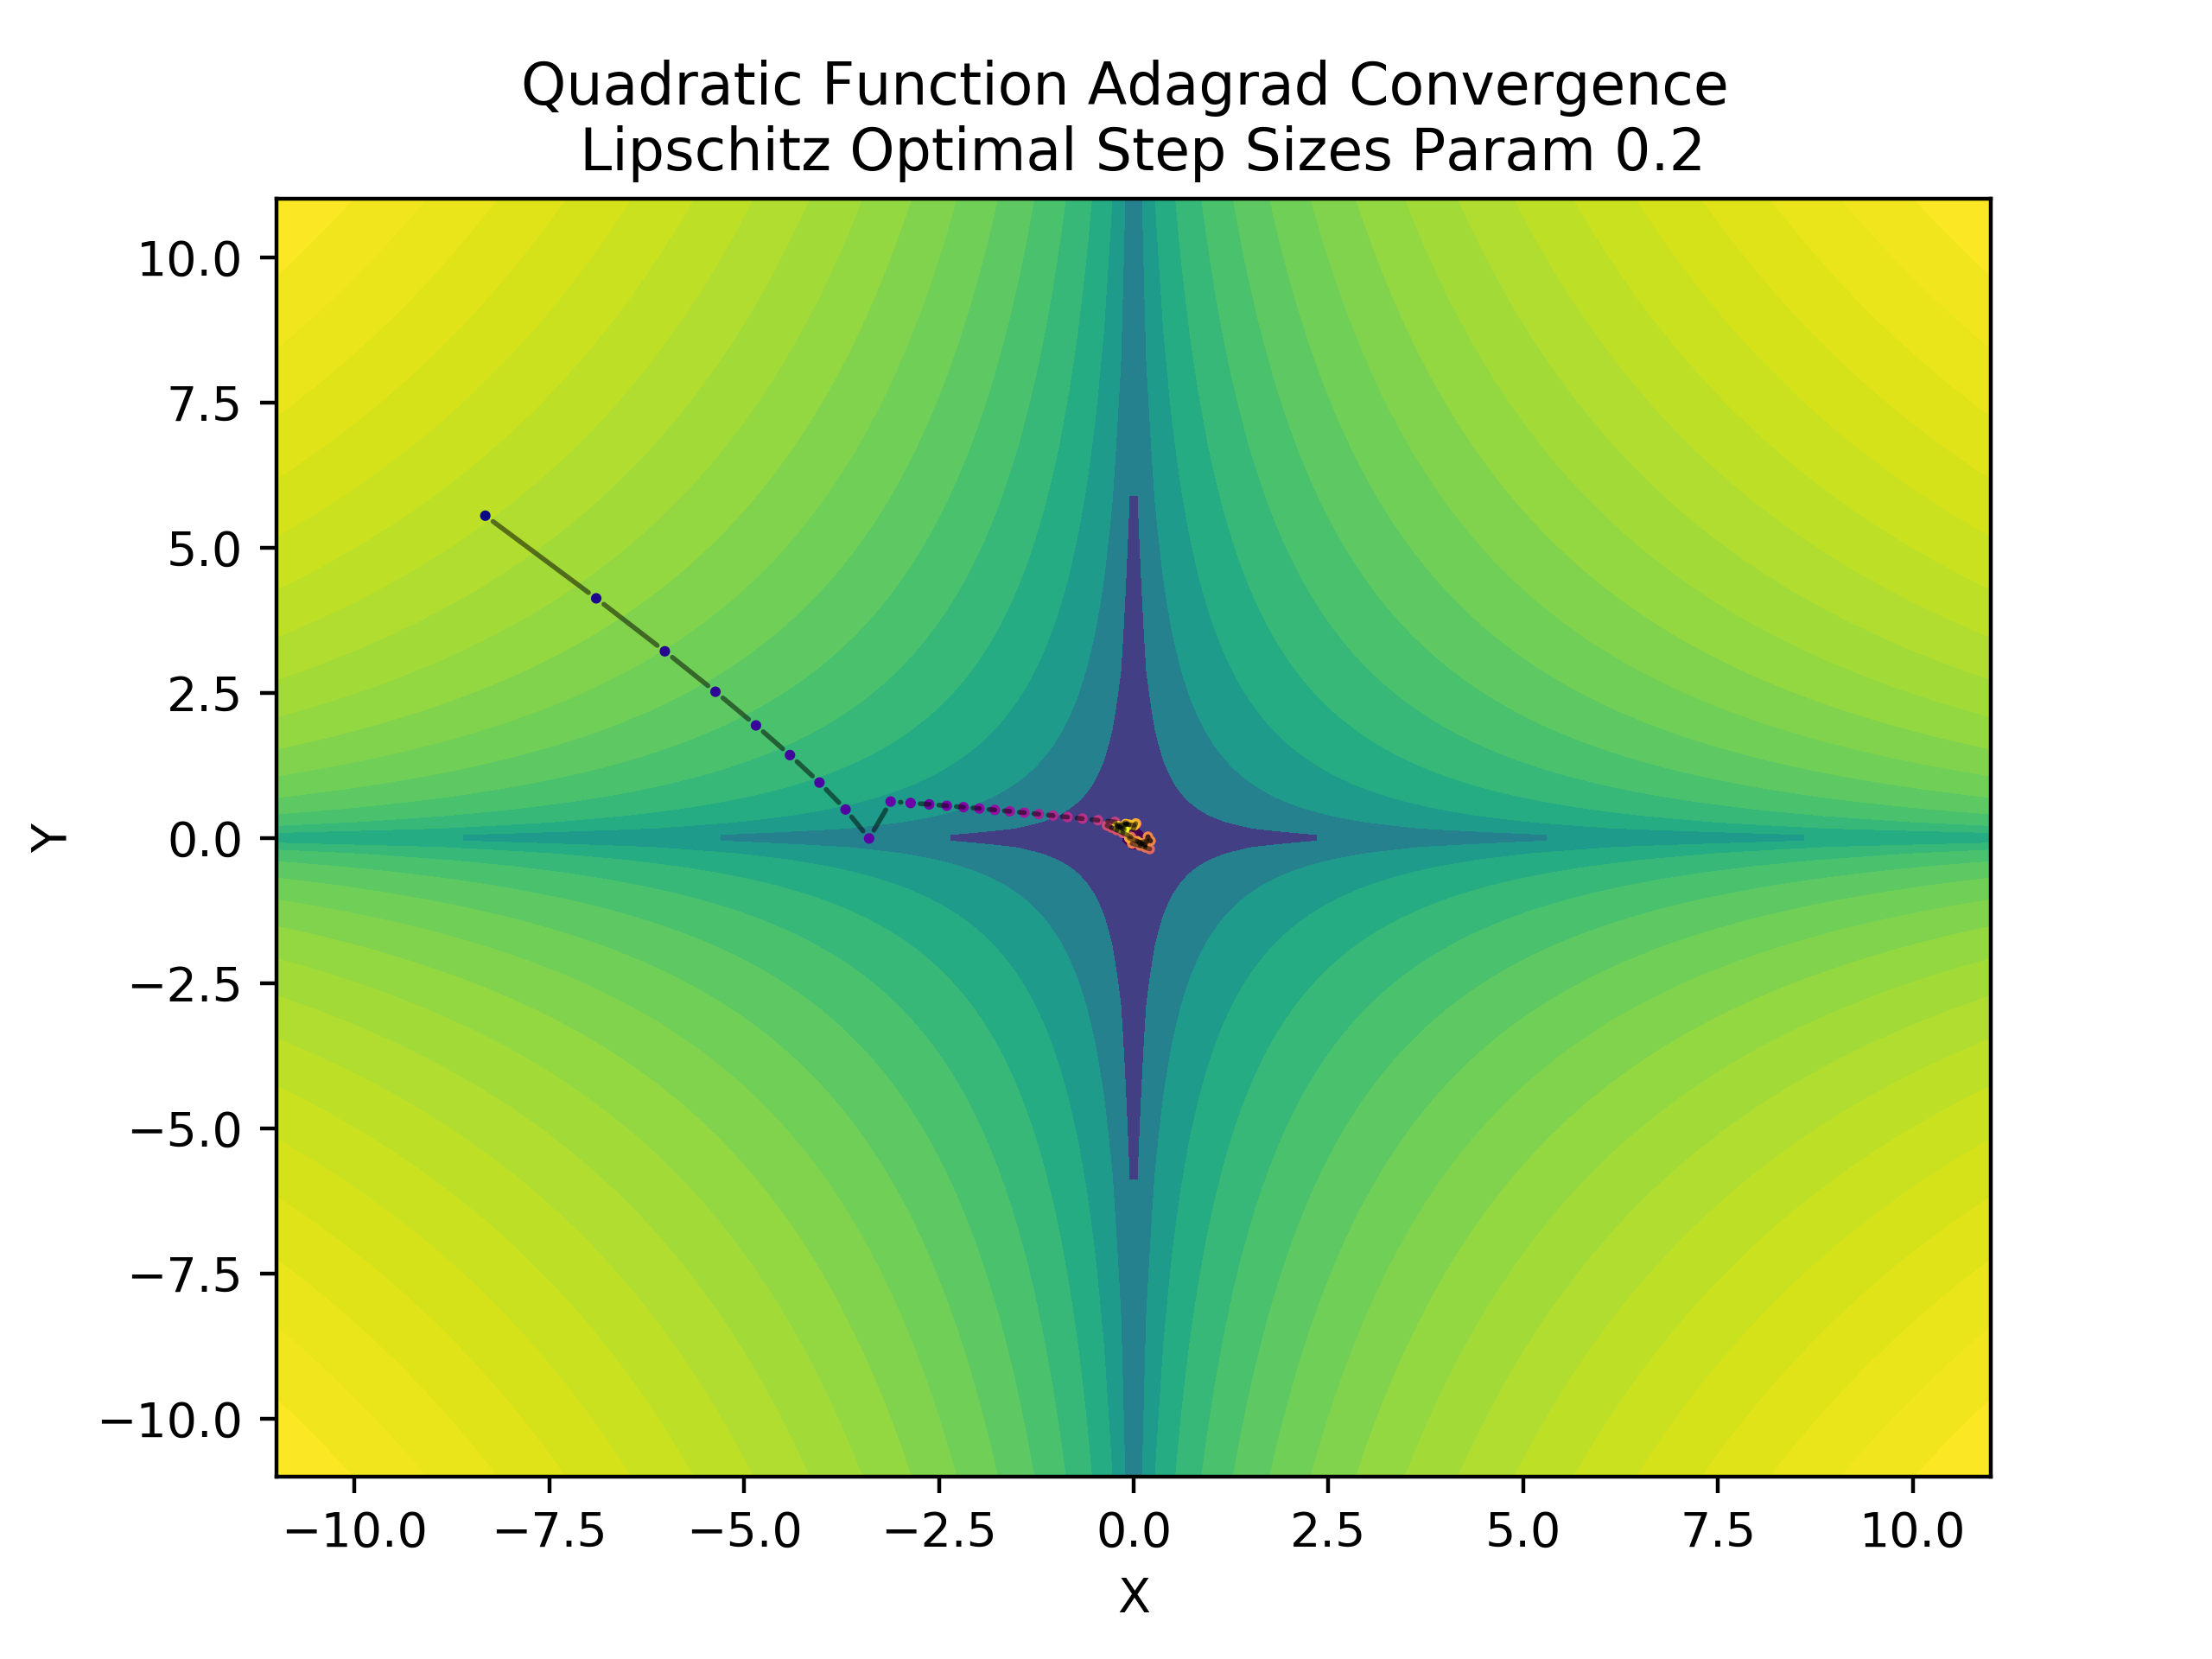 Quadratic Function Adagrad Convergence
Lipschitz Optimal Step Sizes Param 0.2
10.0
7.5
5.0
2.5
0.0
−2.5
−5.0
−7.5
−10.0
Y
−10.0 −7.5 −5.0 −2.5 0.0 2.5 5.0 7.5 10.0
X